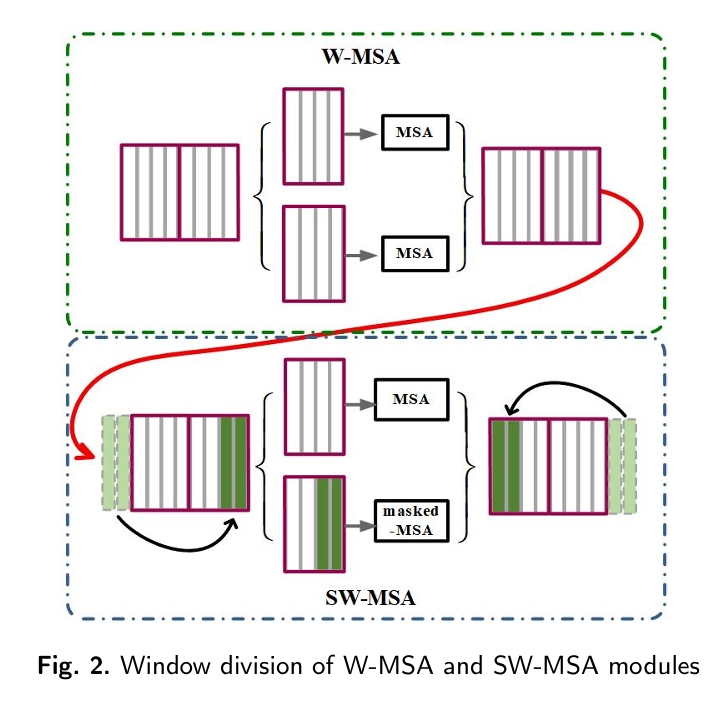 W-MSA
MSA
MSA
MSA
masked
-MSA
SW-MSA
Fig. 2. Window division of W-MSA and SW-MSA modules